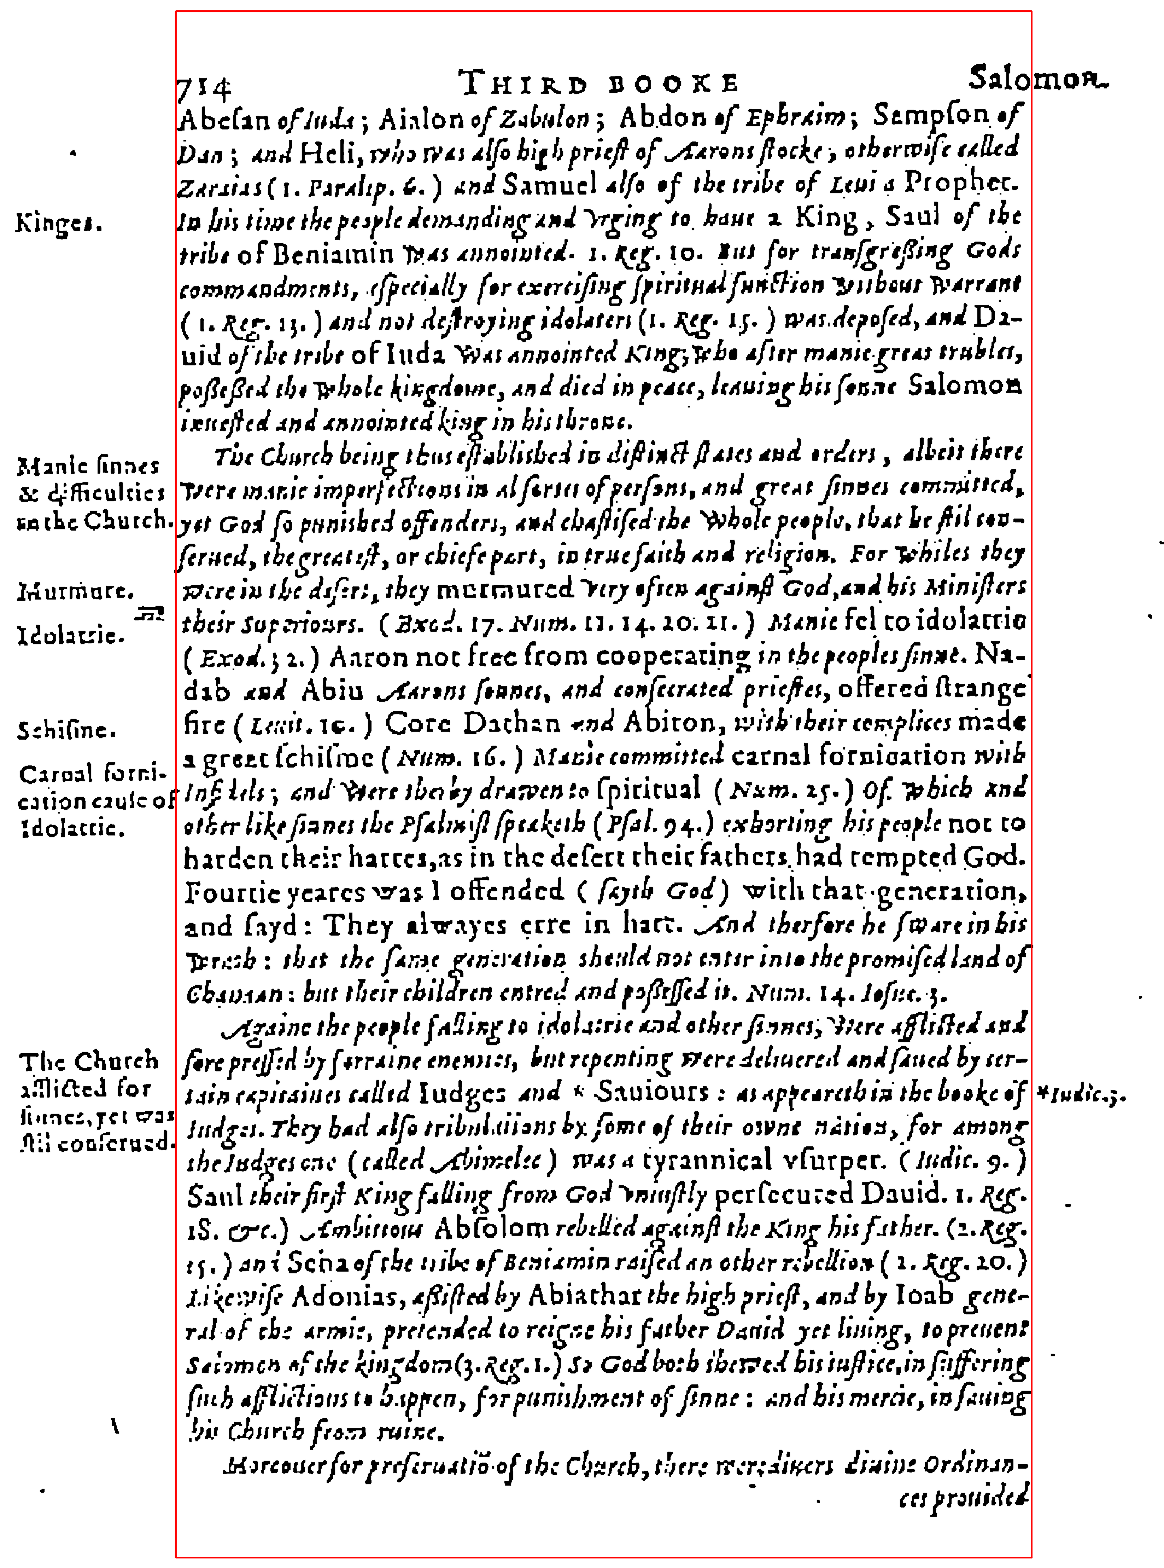 714 THIRD BOOKE Salomon
Abeſan of Iuda; Aialon of Zabulon; Abdon of Ephraim; Sampſon of
Dan; and Heli, who was alſo high prieſt of Aarons ſtocke, otherwiſe called
Zaraias (1. Paralip. 6.) and Samuel alſo of the tribe of Leui a Prophet.
Kinges.
In his time the people demanding and vrging to haue a King, Saul of the
tribe of Beniamin was annointed. 1. Reg. 10. But for tranſgreſſing Gods
commandments, eſpecially for exerciſing ſpiritual function without warrant
(1. Reg. 13.) and not deſtroying idolaters (1. Reg. 15.) was depoſed, and Da-
uid of the tribe of Iuda was annointed King; who after manie great trubles,
poſſeſſed the whole kingdome, and died in peace, leauing his ſonne Salomon
inueſted and annointed king in his throne.
The Church being thus eſtablished in diſtinct ſtates and orders, albeit there
Manie ſinnes
& difficulties
in the Church.
were manie imperfections in al ſortes of perſons, and great ſinnes committed,
yet God ſo punished offenders, and chaſtiſed the whole people, that he ſtil con-
ſerued, the greateſt, or chiefe part, in true faith and religion. For whiles they
Murmure.
were in the deſert, they murmured very often againſt God, and his Miniſters
their Superiours. (Exod. 17. Num. 11. 14. 20. 21.) Manie fel to idolatrie
Idolatrie.
(Exod. 32.) Aaron not free from cooperating in the peoples ſinne. Na-
dab and Abiu Aarons ſonnes, and conſecrated prieſtes, offered ſtrange
Schiſme.
fire (Leuit. 10.) Core Dathan and Abiron, with their complices made
a great ſchiſme (Num. 16.) Manie committed carnal fornication with
Carnal forni-
cation cauſe of
Idolatrie.
Infidels; and were therby drawen to ſpiritual (Num. 25.) Of which and
other like ſinnes the Pſalmiſt ſpeaketh (Pſal. 94.) exhorting his people not to
harden their hartes, as in the deſert their fathers had tempted God.
Fourtie yeares was I offended (ſayth God) with that generation,
and ſayd: They alwayes erre in hart. And therfore he ſware in his
wrath: that the ſame generation should not enter into the promiſed land of
Chanaan: but their children entred and poſſeſſed it. Num. 14. Ioſue. 3.
Againe the people falling to idolatrie and other ſinnes, were afflicted and
The Church
afflicted for
ſinnes, yet was
ſtil conſerued.
ſore preſſed by forraine enemies, but repenting were deliuered and ſaued by cer-
tain capitaines called Iudges and * Sauiours: as appeareth in the booke of *Iudic. 3.
Iudges. They had alſo tribulations by ſome of their owne nation, for among
the Iudges one (called Abimelec) was a tyrannical vſurper. (Iudic. 9.)
Saul their firſt King falling from God vniuſtly perſecuted Dauid. 1. Reg.
18. &c.) Ambitious Abſolom rebelled againſt the King his father. (2. Reg.
15.) and Seba of the tribe of Beniamin raiſed an other rebellion (2. Reg. 20.)
Likewiſe Adonias, aſſiſted by Abiathar the high prieſt, and by Ioab gene-
ral of the armie, pretended to reigne his father Dauid yet liuing, to preuent
Salomon of the kingdom (3. Reg. 1.) So God both shewed his iuſtice, in ſuffering
ſuch afflictions to happen, for punishment of ſinne: and his mercie, in ſauing
his Church from ruine.
Moreouer for preſeruatiõ of the Church, there were diuers diuine Ordinan-
ces prouided